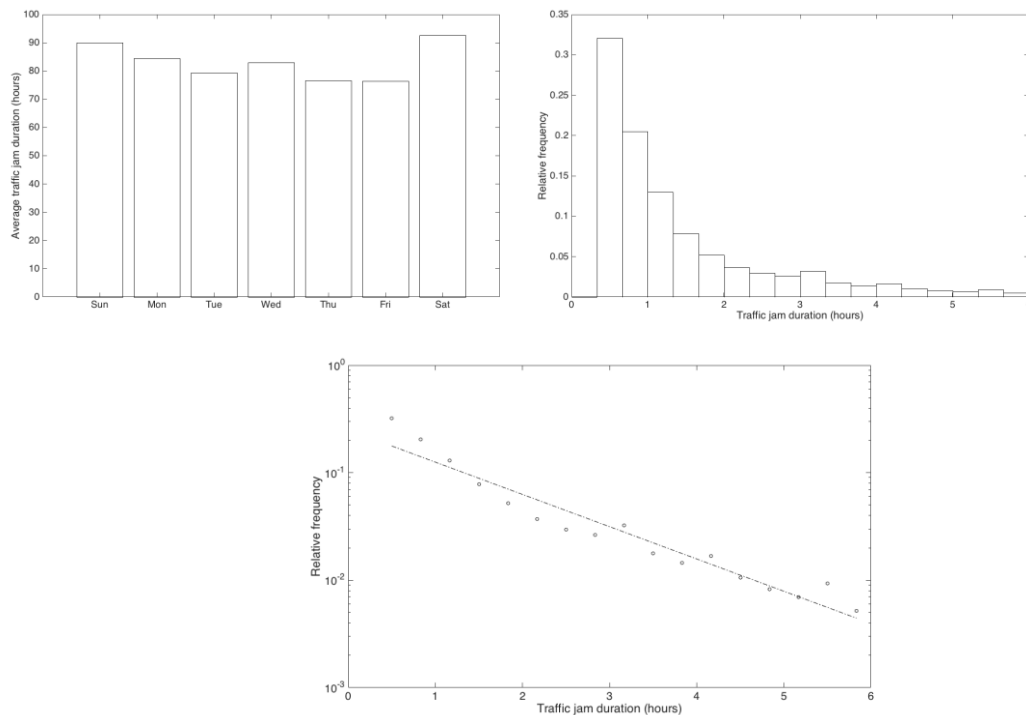 Average traffic jam duration (hours)
100
90
80
70
60
50
40
30
20
10
0
Sun Mon Tue Wed Thu Fri Sat
Relative frequency
0.35
0.3
0.25
0.2
0.15
0.1
0.05
0
0 1 2 3 4 5
Traffic jam duration (hours)
Relative frequency
10^0
10^-1
10^-2
10^-3
0 1 2 3 4 5 6
Traffic jam duration (hours)